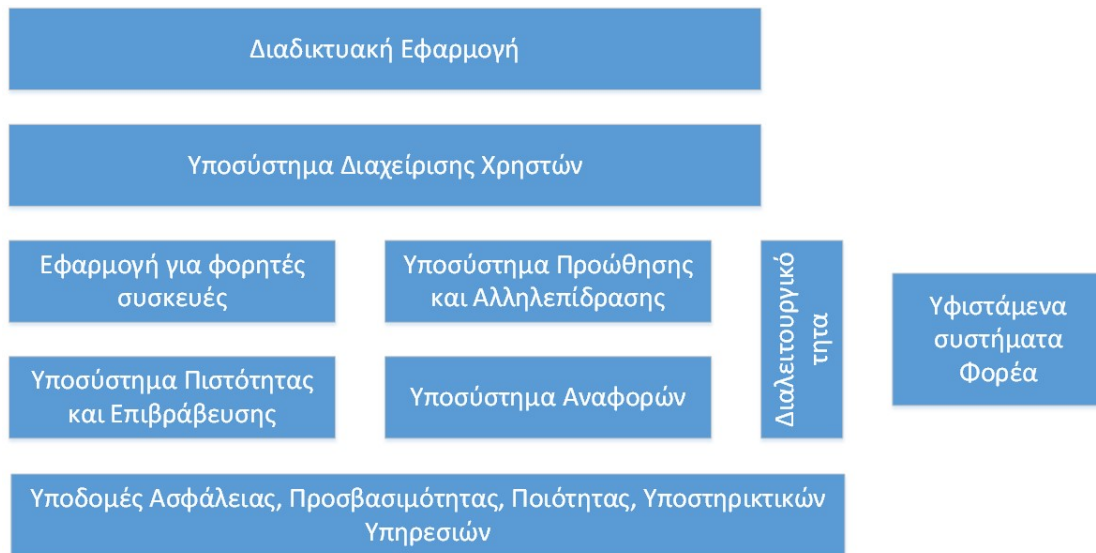 Διαδικτυακή Εφαρμογή
Υποσύστημα Διαχείρισης Χρηστών
Εφαρμογή για φορητές
συσκευές
Υποσύστημα Προώθησης
και Αλληλεπίδρασης
Υποσύστημα Πιστότητας
και Επιβράβευσης
Υποσύστημα Αναφορών
Διαλειτουργικό
τητα
Υφιστάμενα
συστήματα
Φορέα
Υποδομές Ασφάλειας, Προσβασιμότητας, Ποιότητας, Υποστηρικτικών
Υπηρεσιών